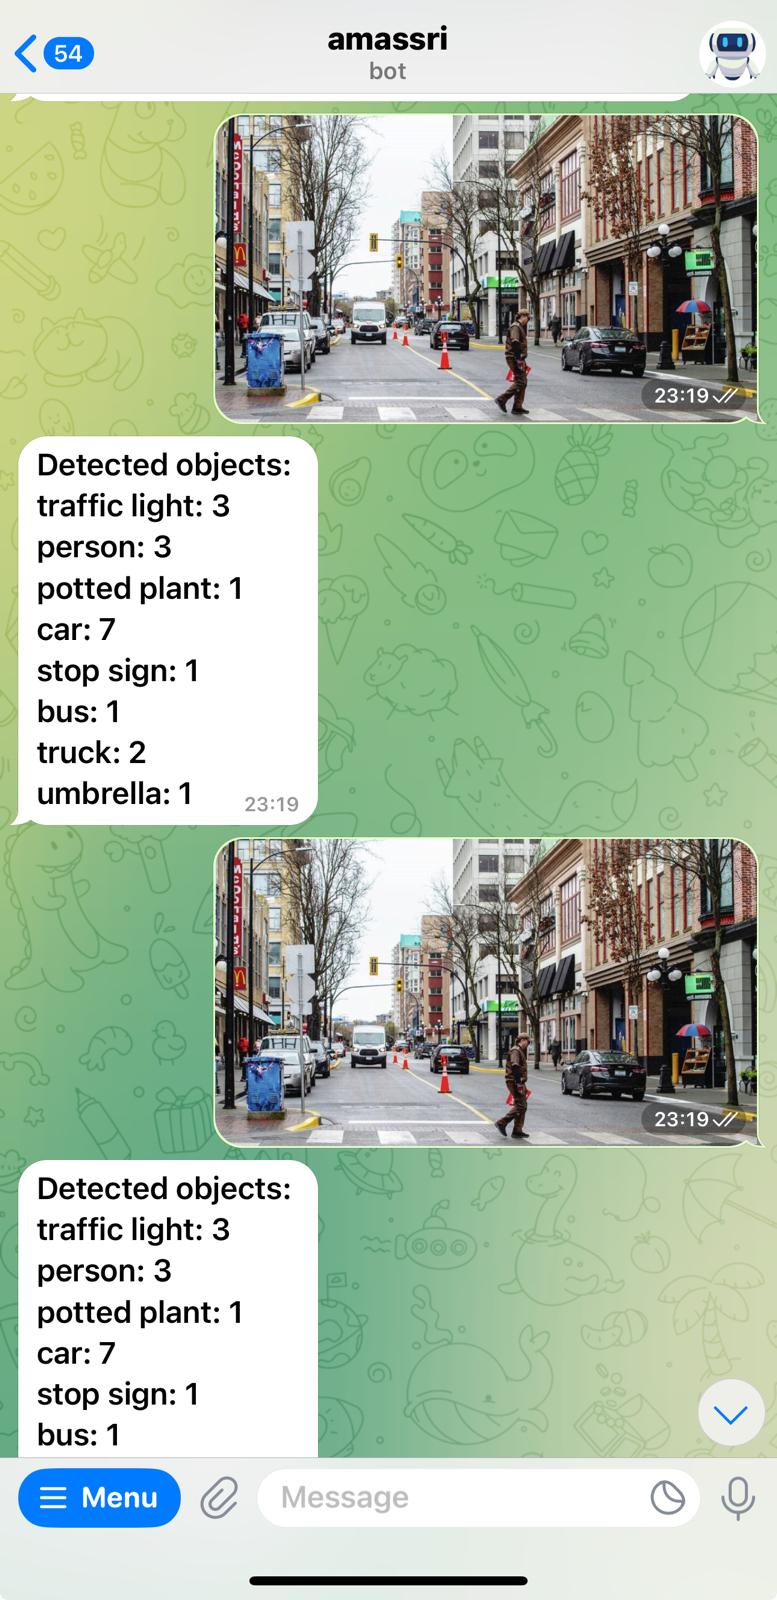 54
amassri
bot
McDonald's
23:19
Detected objects:
traffic light: 3
person: 3
potted plant: 1
car: 7
stop sign: 1
bus: 1
truck: 2
umbrella: 1
23:19
McDonald's
23:19
Detected objects:
traffic light: 3
person: 3
potted plant: 1
car: 7
stop sign: 1
bus: 1
Menu
Message